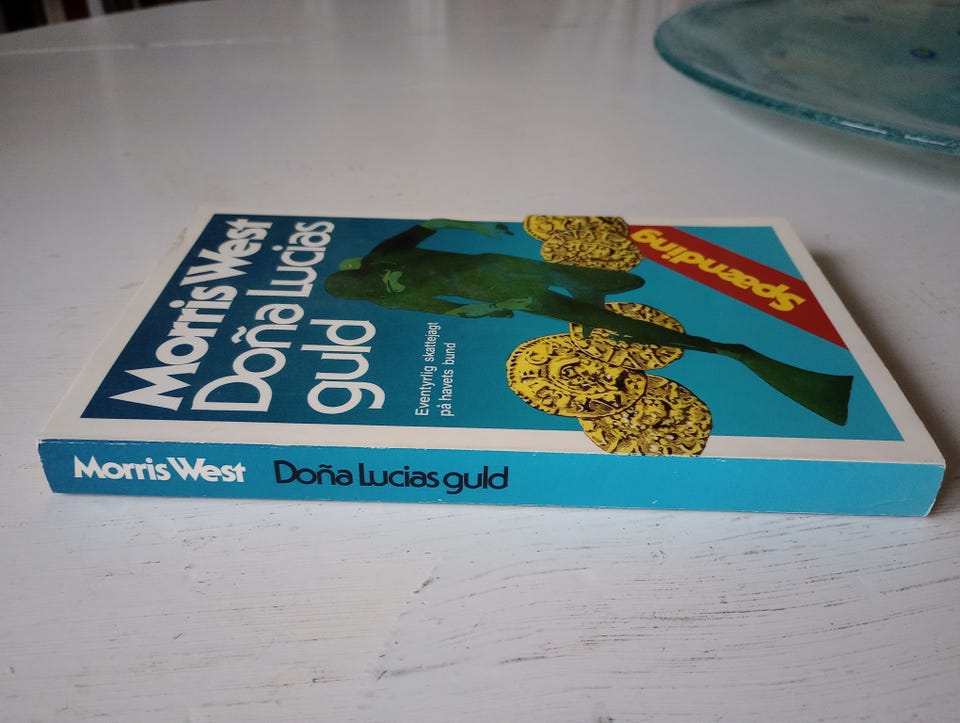 Morris West
Doña Lucias
guld
Eventyrlig skattejagt
på havets bund
Spænding
Morris West Doña Lucias guld